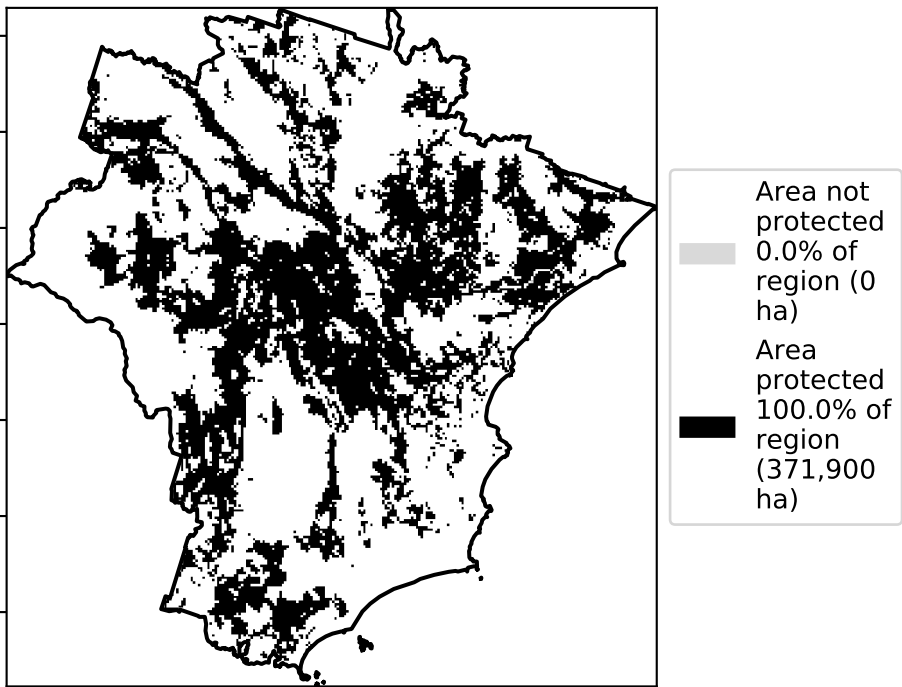 Area not
protected
0.0% of
region (0
ha)
Area
protected
100.0% of
region
(371,900
ha)